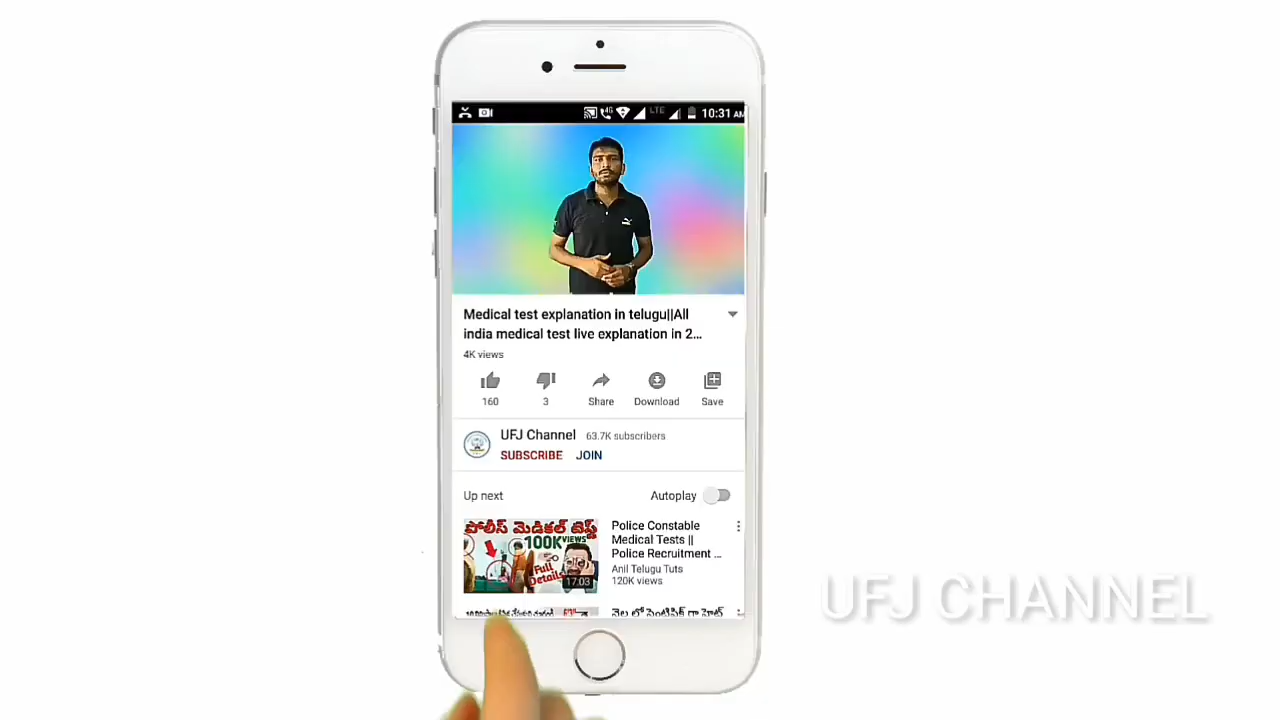 4G LTE 10:31 AM
Medical test explanation in telugu||All
india medical test live explanation in 2...
4K views
160 3 Share Download Save
UFJ Channel 63.7K subscribers
SUBSCRIBE JOIN
Up next Autoplay
పోలీస్ మెడికల్ టెస్ట్
100K VIEWS
Full
Details
17:03
Police Constable
Medical Tests ||
Police Recruitment ...
Anil Telugu Tuts
120K views
నెల లో సెంటిపిక్ గా హైట్
UFJ CHANNEL